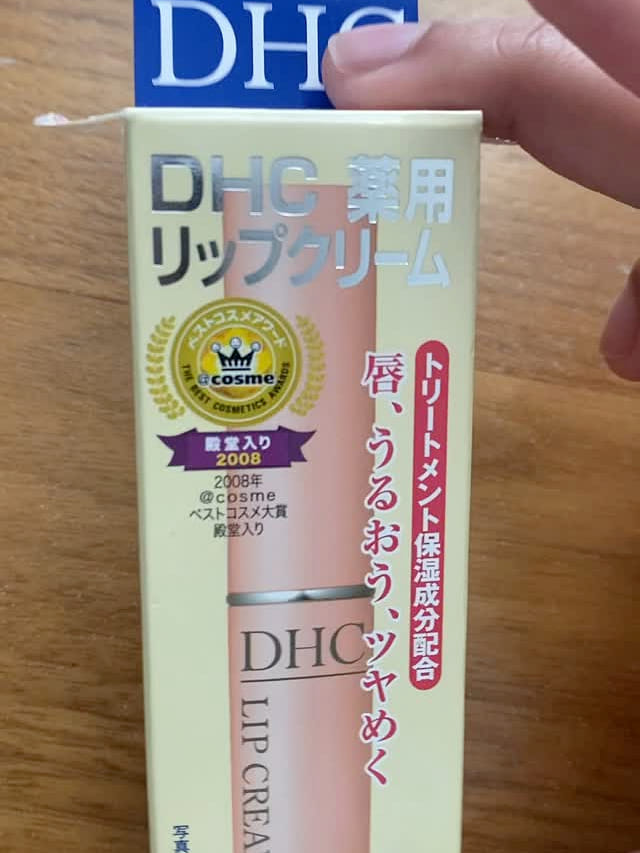 DHC
DHC 薬用
リップクリーム
ベストコスメアワード
@cosme
THE BEST COSMETICS AWARDS
殿堂入り
2008
2008年
@cosme
ベストコスメ大賞
殿堂入り
トリートメント保湿成分配合
唇、うるおう、ツヤめく
DHC
LIP CREA
写真